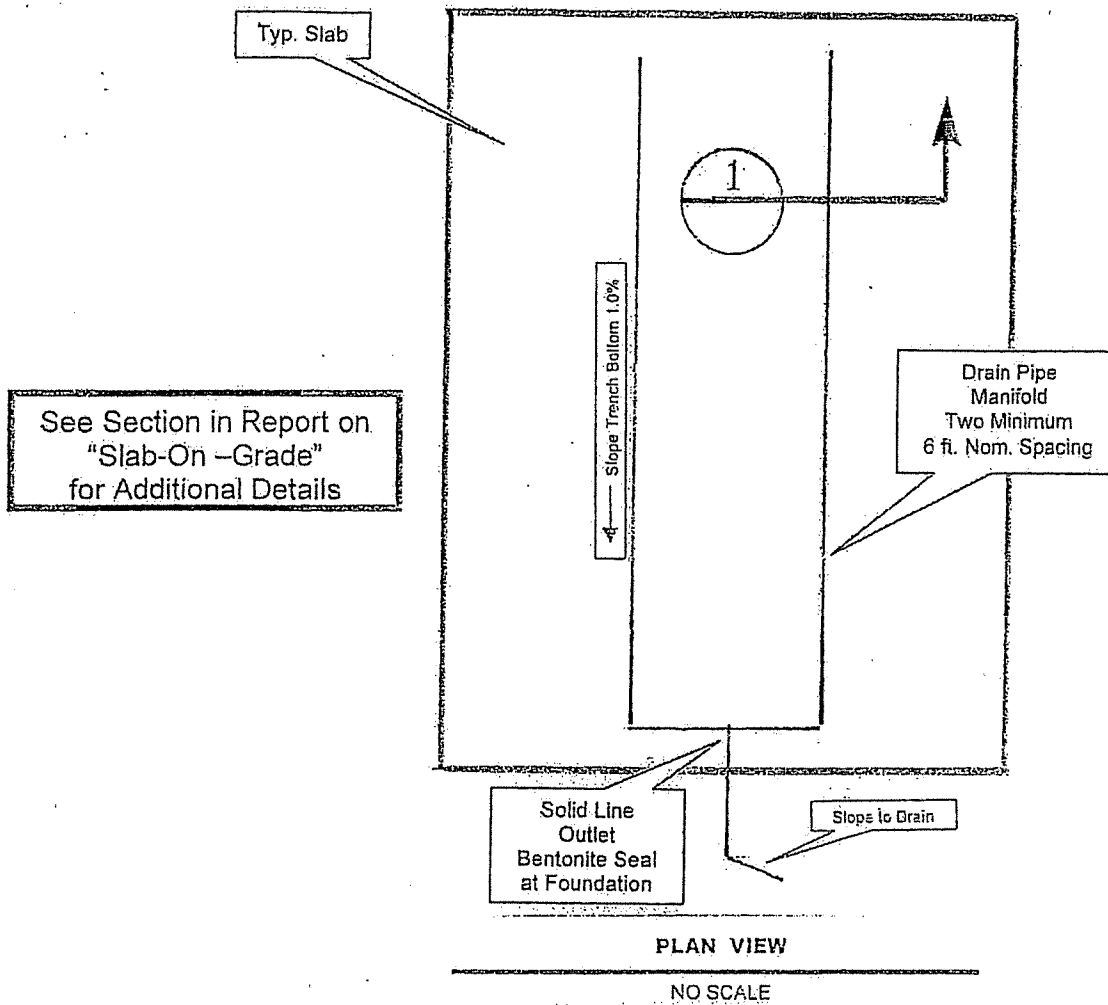 Typ. Slab
1
Slope Trench Bottom 1.0%
See Section in Report on
"Slab-On –Grade"
for Additional Details
Drain Pipe
Manifold
Two Minimum
6 ft. Nom. Spacing
Solid Line
Outlet
Bentonite Seal
at Foundation
Slope to Drain
PLAN VIEW
NO SCALE